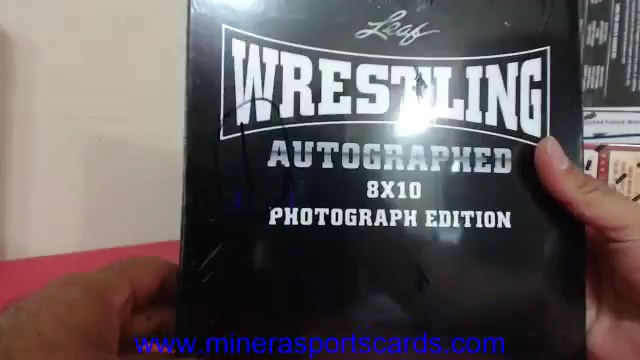 Leaf
WRESTLING
AUTOGRAPHED
8X10
PHOTOGRAPH EDITION
www.minerasportscards.com